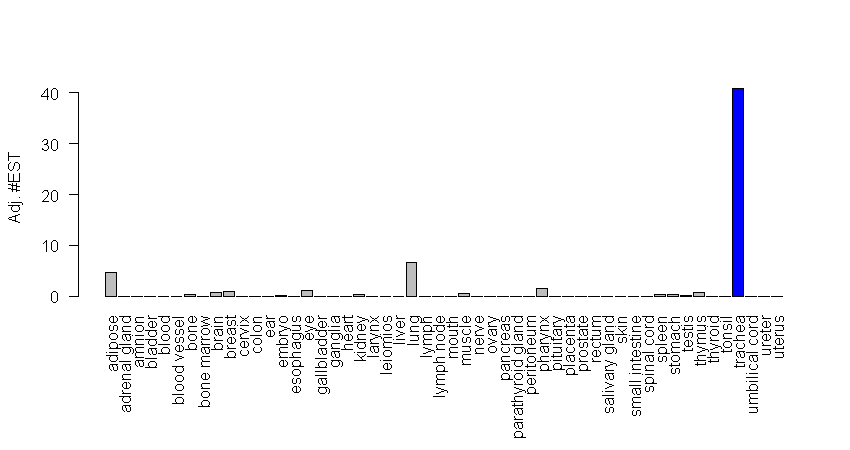 Adj. #EST
40
30
20
10
0
adipose
adrenal gland
amnion
bladder
blood
blood vessel
bone
bone marrow
brain
breast
cervix
colon
ear
embryo
esophagus
eye
gallbladder
ganglia
heart
kidney
larynx
leiomios
liver
lung
lymph
lymph node
mouth
muscle
nerve
ovary
pancreas
parathyroid gland
peritoneum
pharynx
pituitary
placenta
prostate
rectum
salivary gland
skin
small intestine
spinal cord
spleen
stomach
testis
thymus
thyroid
tonsil
trachea
umbilical cord
ureter
uterus